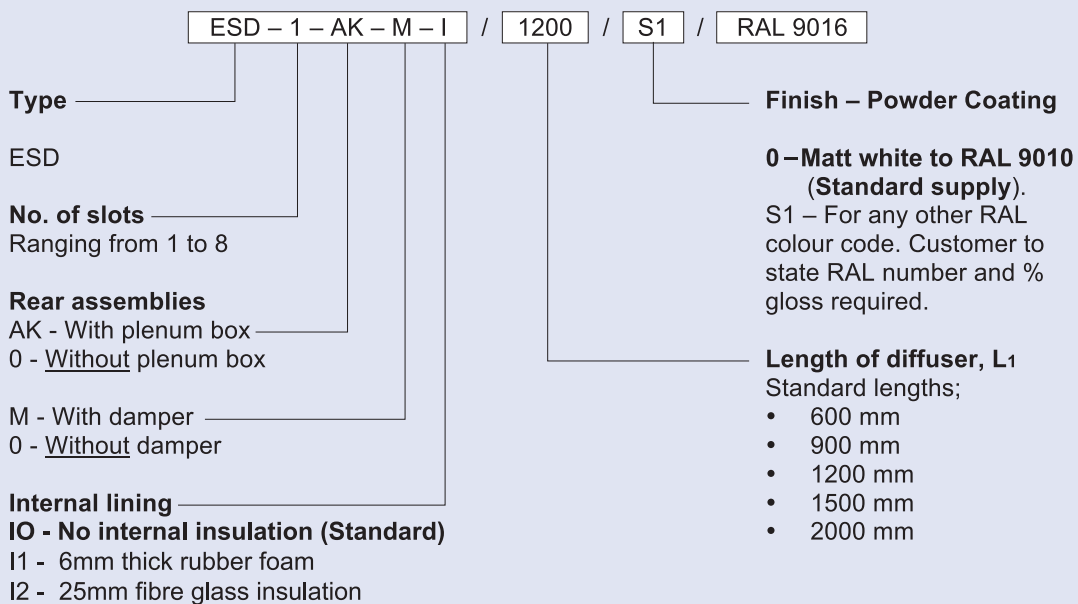 ESD – 1 – AK – M – I / 1200 / S1 / RAL 9016
Type
ESD
No. of slots
Ranging from 1 to 8
Rear assemblies
AK - With plenum box
0 - Without plenum box
M - With damper
0 - Without damper
Internal lining
IO - No internal insulation (Standard)
I1 - 6mm thick rubber foam
I2 - 25mm fibre glass insulation
Finish – Powder Coating
0 – Matt white to RAL 9010
(Standard supply).
S1 – For any other RAL
colour code. Customer to
state RAL number and %
gloss required.
Length of diffuser, L1
Standard lengths;
• 600 mm
• 900 mm
• 1200 mm
• 1500 mm
• 2000 mm